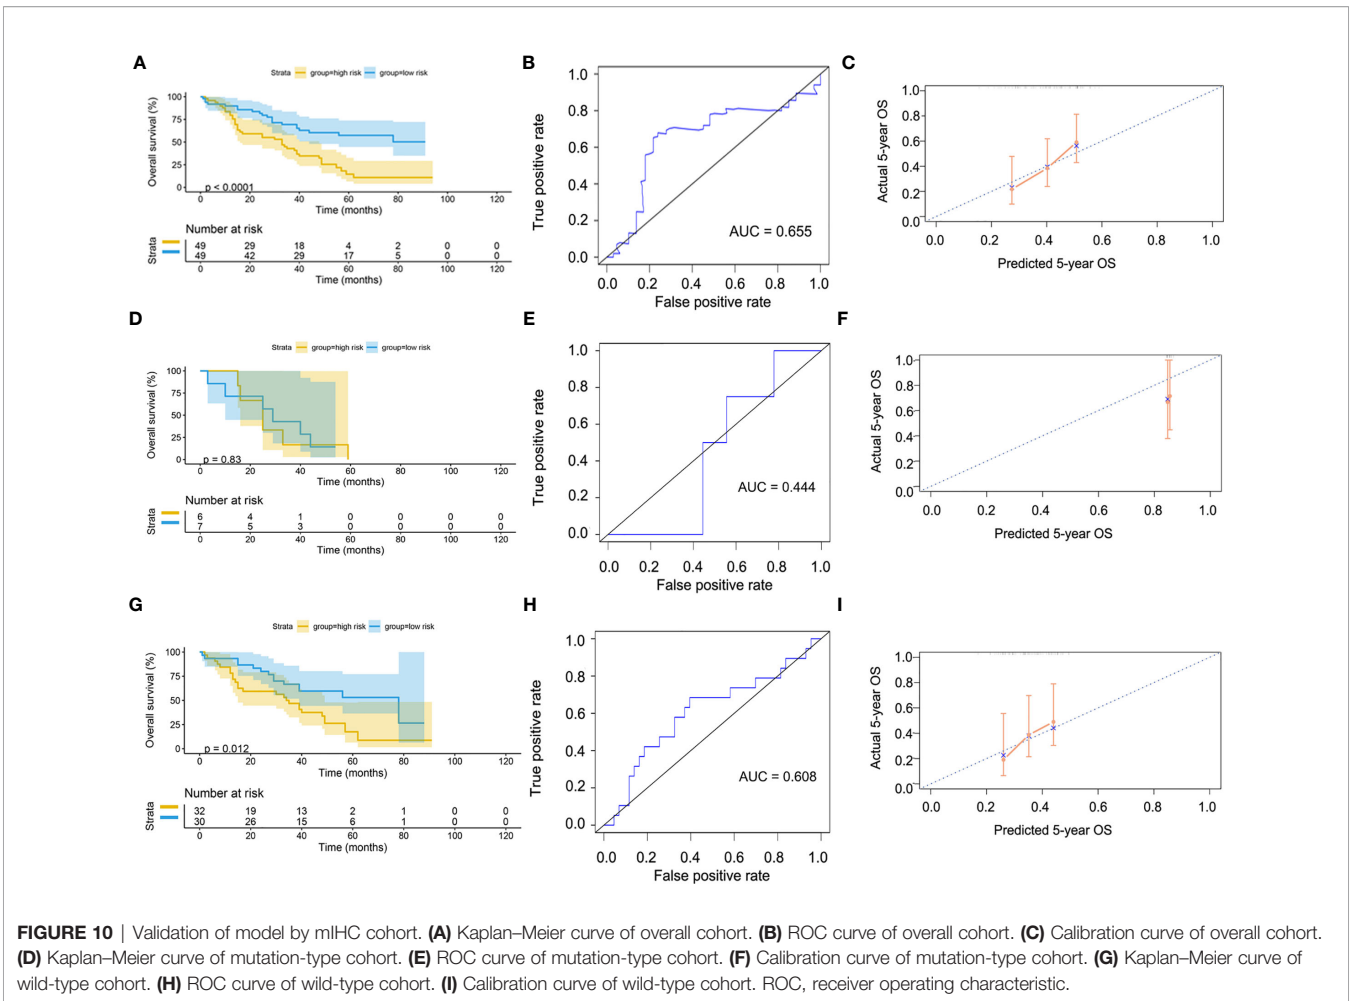 A
Strata group=high risk group=low risk
Overall survival (%)
100
75
50
25
0
p < 0.0001
0 20 40 60 80 100 120
Time (months)
Number at risk
Strata
49 29 18 4 2 0 0
49 42 29 17 5 0 0
0 20 40 60 80 100 120
Time (months)
B
True positive rate
1.0
0.8
0.6
0.4
0.2
0.0
AUC = 0.655
0.0 0.2 0.4 0.6 0.8 1.0
False positive rate
C
Actual 5-year OS
1.0
0.8
0.6
0.4
0.2
0.0
0.0 0.2 0.4 0.6 0.8 1.0
Predicted 5-year OS
D
Strata group=high risk group=low risk
Overall survival (%)
100
75
50
25
0
p = 0.83
0 20 40 60 80 100 120
Time (months)
Number at risk
Strata
6 4 1 0 0 0 0
7 5 3 0 0 0 0
0 20 40 60 80 100 120
Time (months)
E
True positive rate
1.0
0.8
0.6
0.4
0.2
0.0
AUC = 0.444
0.0 0.2 0.4 0.6 0.8 1.0
False positive rate
F
Actual 5-year OS
1.0
0.8
0.6
0.4
0.2
0.0
0.0 0.2 0.4 0.6 0.8 1.0
Predicted 5-year OS
G
Strata group=high risk group=low risk
Overall survival (%)
100
75
50
25
0
p = 0.012
0 20 40 60 80 100 120
Time (months)
Number at risk
Strata
32 19 13 2 1 0 0
30 26 15 6 1 0 0
0 20 40 60 80 100 120
Time (months)
H
True positive rate
1.0
0.8
0.6
0.4
0.2
0.0
AUC = 0.608
0.0 0.2 0.4 0.6 0.8 1.0
False positive rate
I
Actual 5-year OS
1.0
0.8
0.6
0.4
0.2
0.0
0.0 0.2 0.4 0.6 0.8 1.0
Predicted 5-year OS
FIGURE 10 | Validation of model by mIHC cohort. (A) Kaplan–Meier curve of overall cohort. (B) ROC curve of overall cohort. (C) Calibration curve of overall cohort.
(D) Kaplan–Meier curve of mutation-type cohort. (E) ROC curve of mutation-type cohort. (F) Calibration curve of mutation-type cohort. (G) Kaplan–Meier curve of
wild-type cohort. (H) ROC curve of wild-type cohort. (I) Calibration curve of wild-type cohort. ROC, receiver operating characteristic.